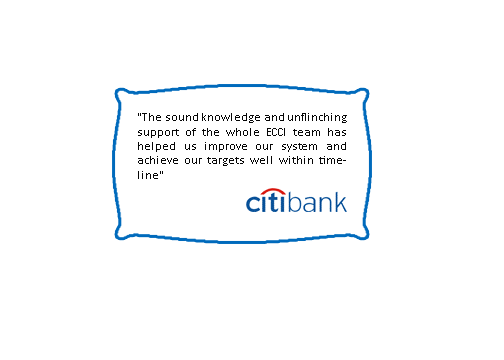 "The sound knowledge and unflinching
support of the whole ECCI team has
helped us improve our system and
achieve our targets well within time-
line"
citibank